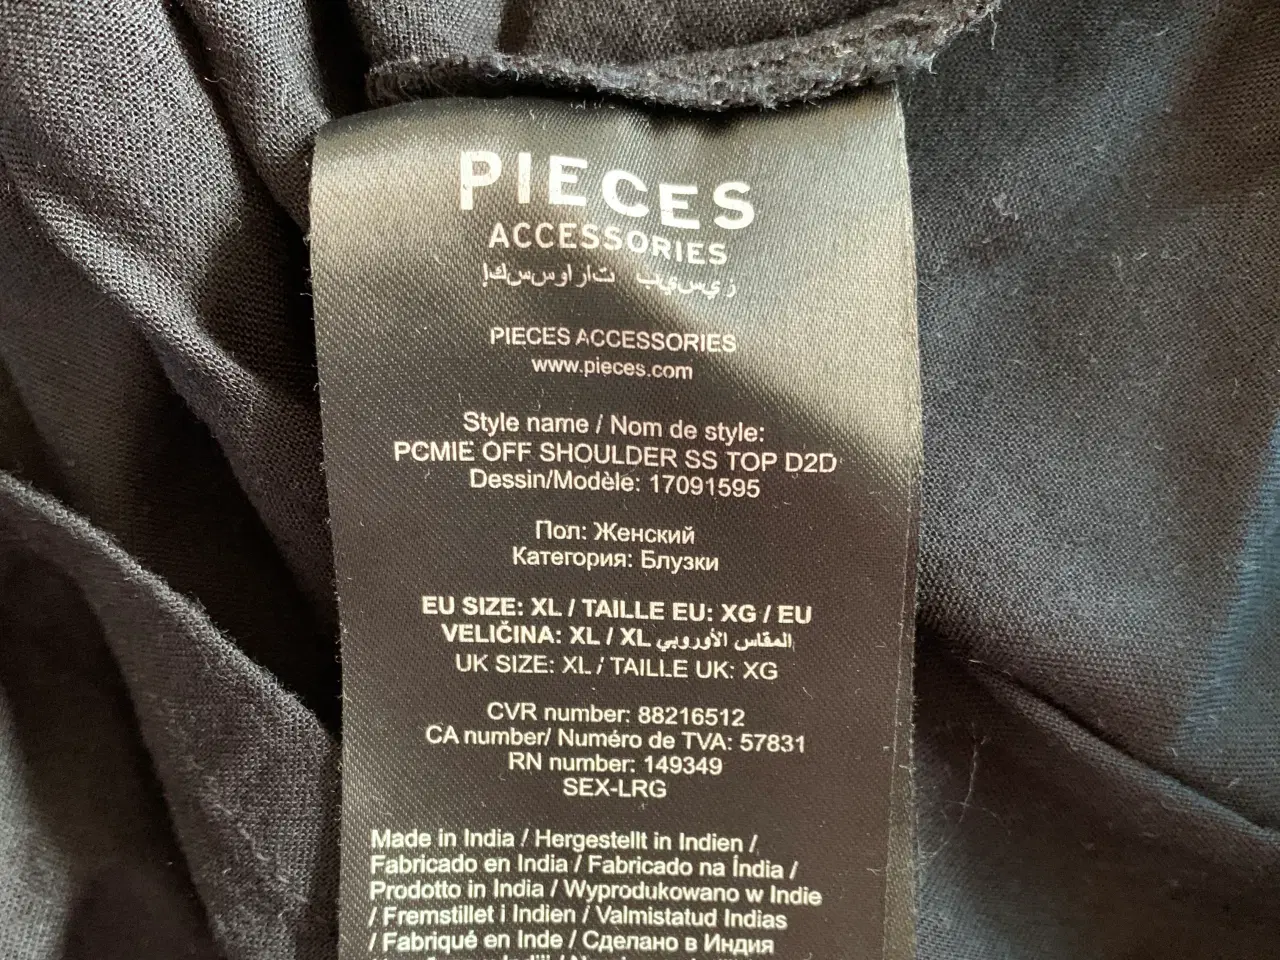 PIECES
ACCESSORIES
PIECES ACCESSORIES
www.pieces.com
Style name / Nom de style:
PCMIE OFF SHOULDER SS TOP D2D
Dessin/Modèle: 17091595
Пол: Женский
Категория: Блузки
EU SIZE: XL / TAILLE EU: XG / EU
VELIČINA: XL / XL المقاس الأوروبي
UK SIZE: XL / TAILLE UK: XG
CVR number: 88216512
CA number/ Numéro de TVA: 57831
RN number: 149349
SEX-LRG
Made in India / Hergestellt in Indien /
Fabricado en India / Fabricado na Índia /
Prodotto in India / Wyprodukowano w Indie
/ Fremstillet i Indien / Valmistatud Indias
/ Fabriqué en Inde / Сделано в Индия